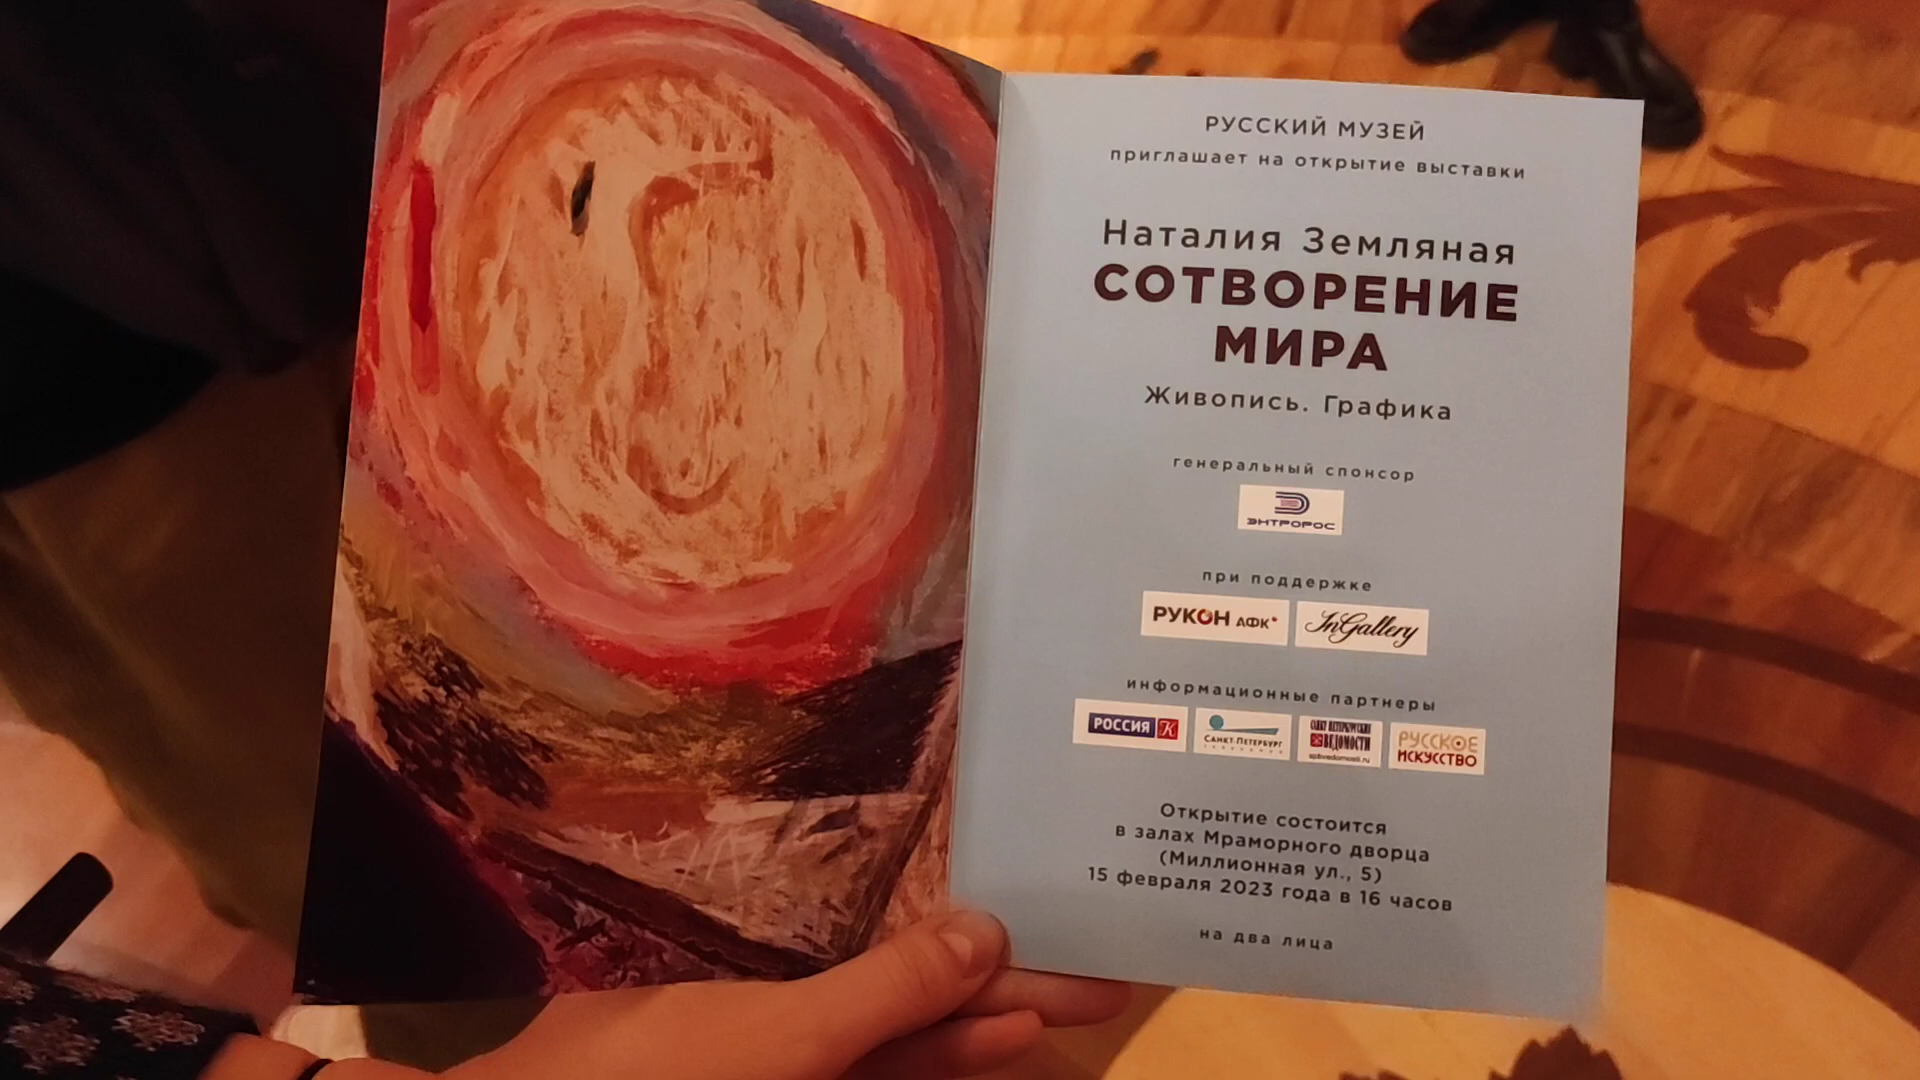 РУССКИЙ МУЗЕЙ
приглашает на открытие выставки
Наталия Земляная
СОТВОРЕНИЕ
МИРА
Живопись. Графика
генеральный спонсор
ЭНТРОРОС
при поддержке
РУКОН АФК
InGallery
информационные партнеры
РОССИЯ К
САНКТ-ПЕТЕРБУРГ
САНКТ-ПЕТЕРБУРГСКИЕ
ВЕДОМОСТИ
spbvedomosti.ru
РУССКОЕ
ИСКУССТВО
Открытие состоится
в залах Мраморного дворца
(Миллионная ул., 5)
15 февраля 2023 года в 16 часов
на два лица